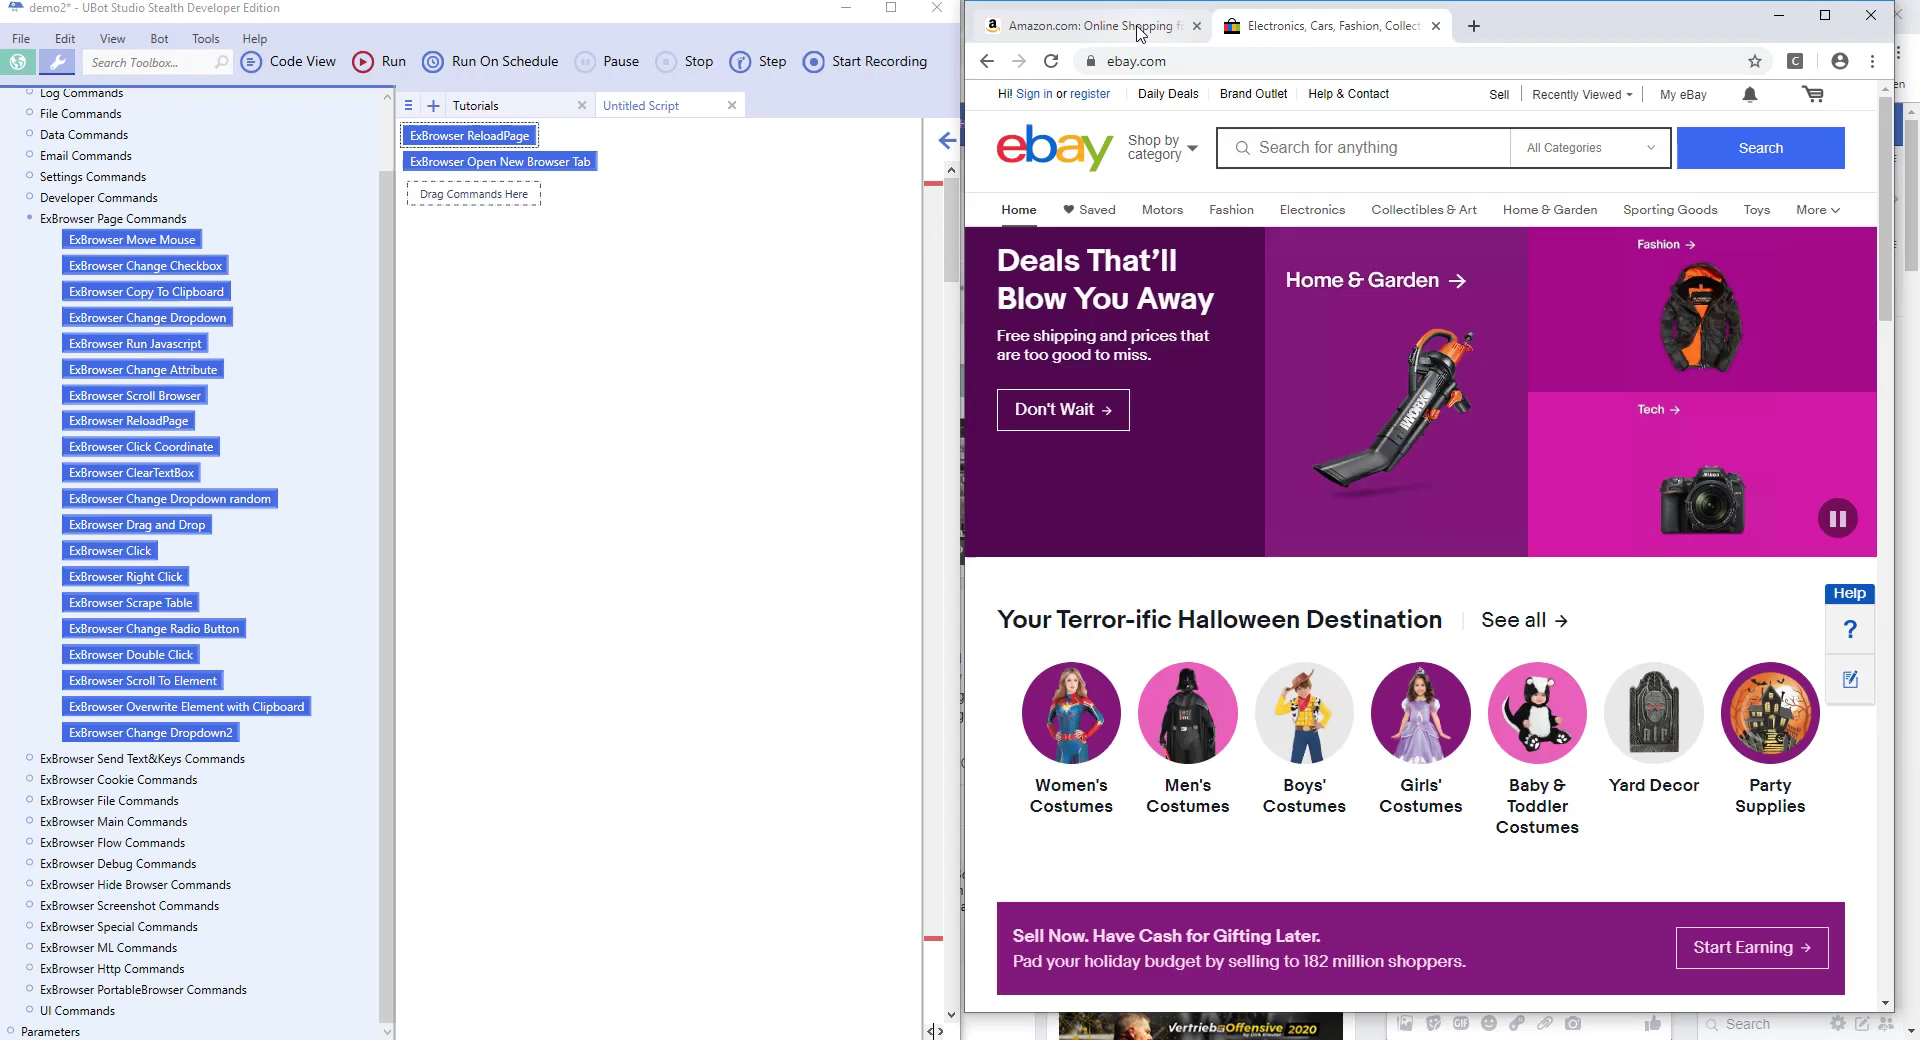 demo2* - UBot Studio Stealth Developer Edition
File Edit View Bot Tools Help
Search Toolbox...
Code View Run Run On Schedule Pause Stop Step Start Recording
Log Commands
File Commands
Data Commands
Email Commands
Settings Commands
Developer Commands
ExBrowser Page Commands
ExBrowser Move Mouse
ExBrowser Change Checkbox
ExBrowser Copy To Clipboard
ExBrowser Change Dropdown
ExBrowser Run Javascript
ExBrowser Change Attribute
ExBrowser Scroll Browser
ExBrowser ReloadPage
ExBrowser Click Coordinate
ExBrowser ClearTextBox
ExBrowser Change Dropdown random
ExBrowser Drag and Drop
ExBrowser Click
ExBrowser Right Click
ExBrowser Scrape Table
ExBrowser Change Radio Button
ExBrowser Double Click
ExBrowser Scroll To Element
ExBrowser Overwrite Element with Clipboard
ExBrowser Change Dropdown2
ExBrowser Send Text&Keys Commands
ExBrowser Cookie Commands
ExBrowser File Commands
ExBrowser Main Commands
ExBrowser Flow Commands
ExBrowser Debug Commands
ExBrowser Hide Browser Commands
ExBrowser Screenshot Commands
ExBrowser Special Commands
ExBrowser ML Commands
ExBrowser Http Commands
ExBrowser PortableBrowser Commands
UI Commands
Parameters
Tutorials
Untitled Script
ExBrowser ReloadPage
ExBrowser Open New Browser Tab
Drag Commands Here
Amazon.com: Online Shopping f
Electronics, Cars, Fashion, Collect
ebay.com
Hi! Sign in or register Daily Deals Brand Outlet Help & Contact Sell Recently Viewed My eBay
ebay
Shop by
category
Search for anything
All Categories
Search
Home Saved Motors Fashion Electronics Collectibles & Art Home & Garden Sporting Goods Toys More
Deals That'll
Blow You Away
Free shipping and prices that
are too good to miss.
Don't Wait →
Home & Garden →
WORX
Fashion →
Tech →
Help
?
Your Terror-ific Halloween Destination
See all →
Women's
Costumes
Men's
Costumes
Boys'
Costumes
Girls'
Costumes
Baby &
Toddler
Costumes
Yard Decor
Party
Supplies
Sell Now. Have Cash for Gifting Later.
Pad your holiday budget by selling to 182 million shoppers.
Start Earning →
VertriebsOffensive 2020
GIF
Search